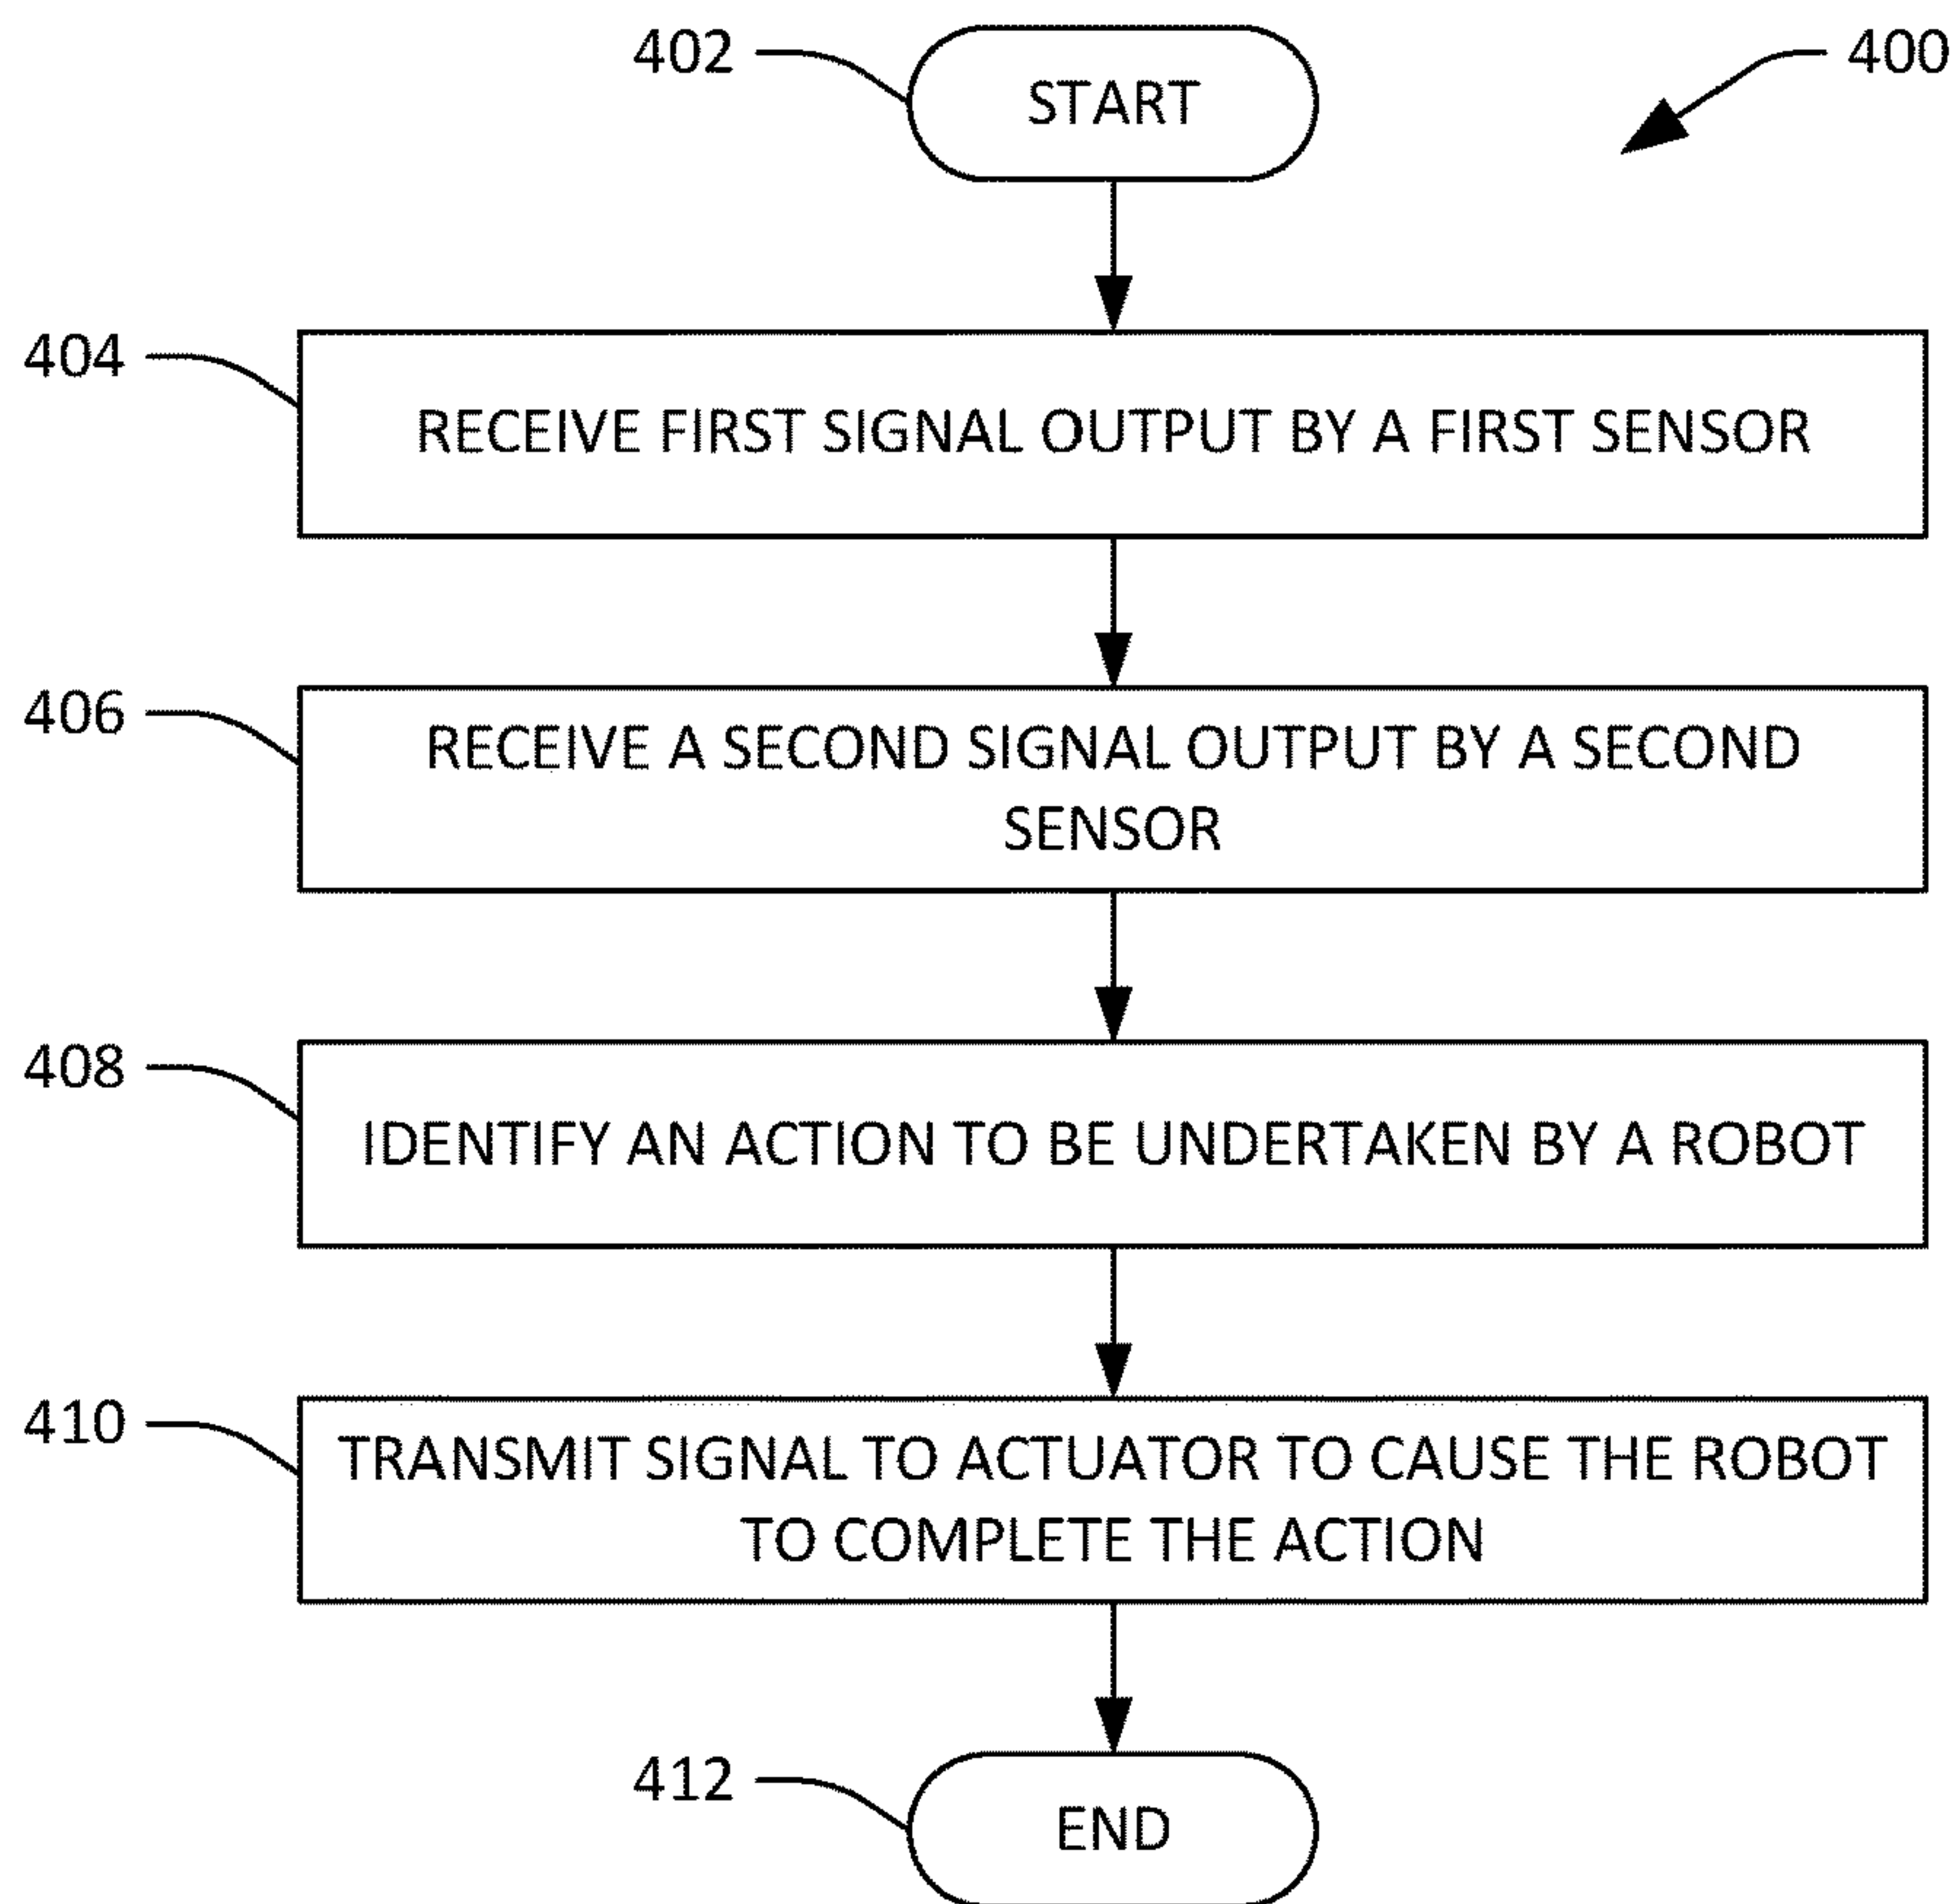 402
START
400
404
RECEIVE FIRST SIGNAL OUTPUT BY A FIRST SENSOR
406
RECEIVE A SECOND SIGNAL OUTPUT BY A SECOND
SENSOR
408
IDENTIFY AN ACTION TO BE UNDERTAKEN BY A ROBOT
410
TRANSMIT SIGNAL TO ACTUATOR TO CAUSE THE ROBOT
TO COMPLETE THE ACTION
412
END